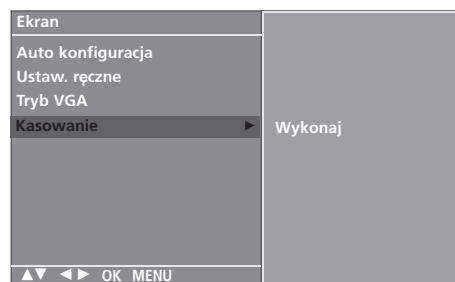 Ekran
Auto konfiguracja
Ustaw. ręczne
Tryb VGA
Kasowanie ►
Wykonaj
▲▼ ◄► OK MENU